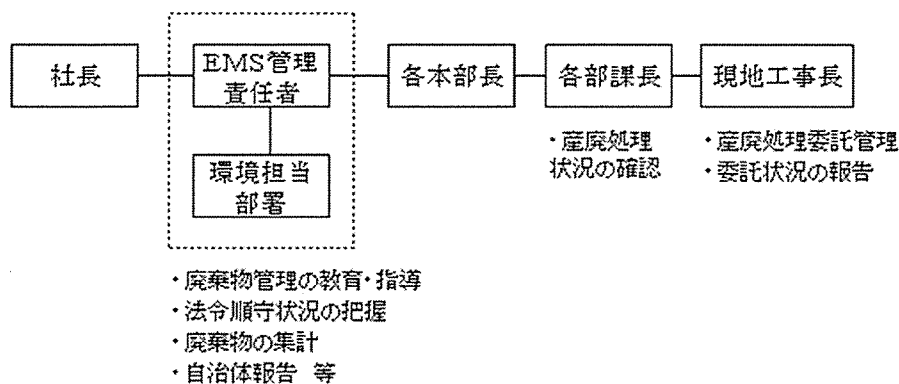 社長
EMS管理
責任者
各本部長
各部課長
現地工事長
環境担当
部署
・産廃処理
状況の確認
・産廃処理委託管理
・委託状況の報告
・廃棄物管理の教育・指導
・法令順守状況の把握
・廃棄物の集計
・自治体報告 等